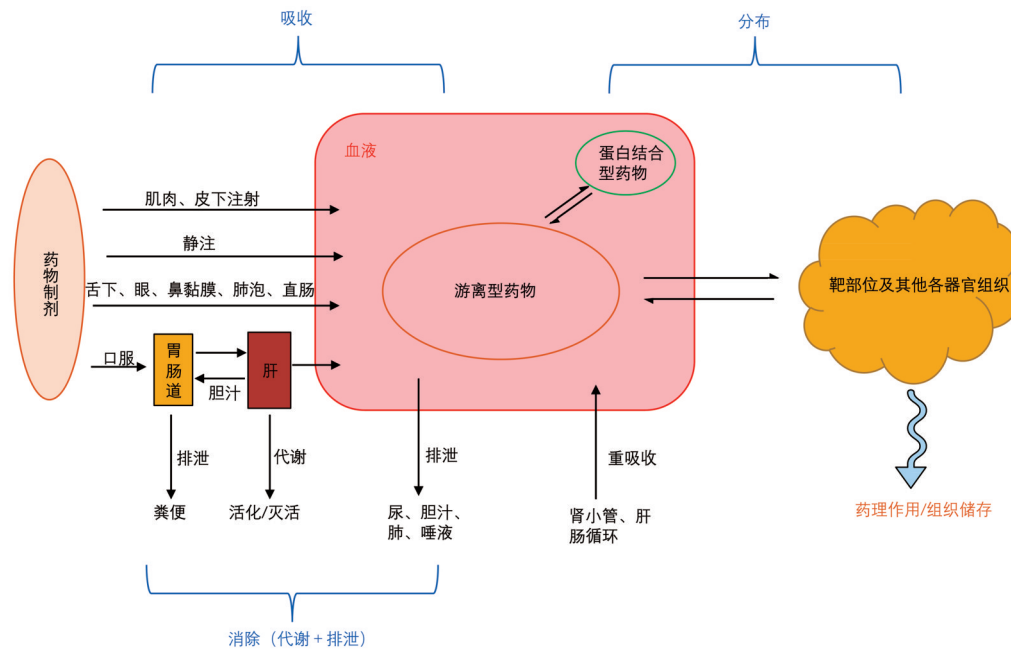 吸收
分布
血液
蛋白结合
型药物
肌肉、皮下注射
静注
药物制剂
舌下、眼、鼻黏膜、肺泡、直肠
游离型药物
靶部位及其他各器官组织
口服
胃肠道
胆汁
肝
排泄
代谢
排泄
重吸收
粪便
活化/灭活
尿、胆汁、
肺、唾液
肾小管、肝
肠循环
药理作用/组织储存
消除（代谢+排泄）